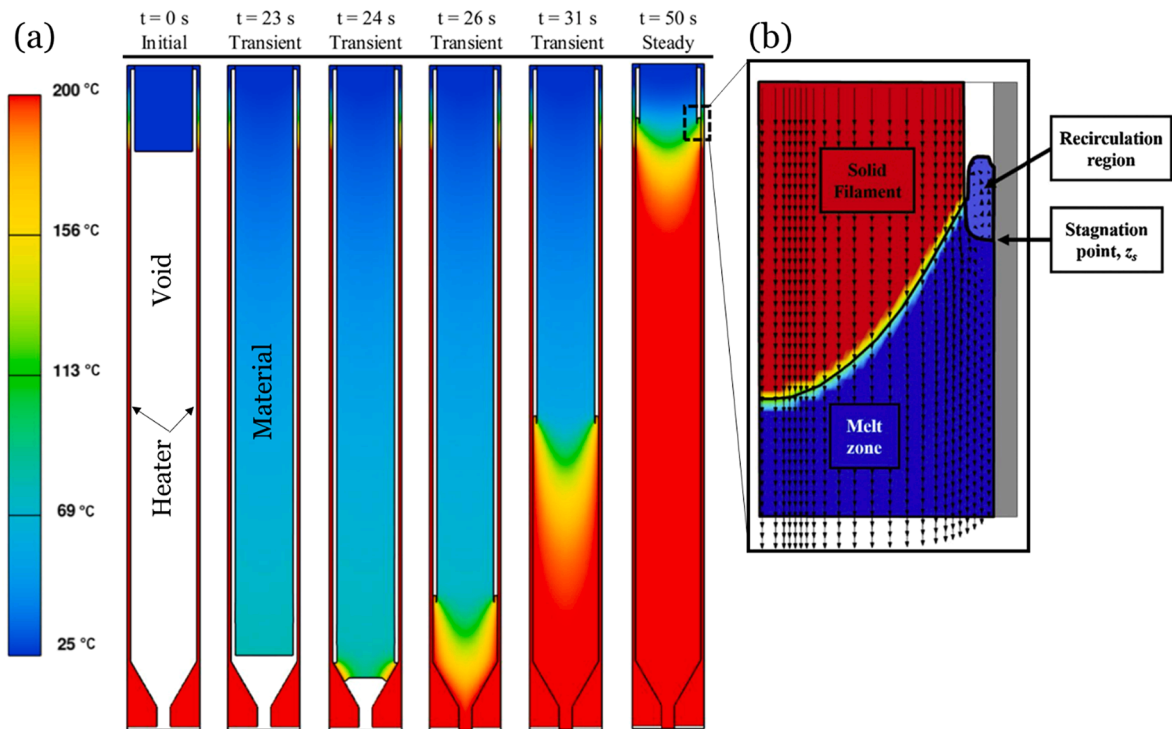 (a)
t = 0 s
Initial
t = 23 s
Transient
t = 24 s
Transient
t = 26 s
Transient
t = 31 s
Transient
t = 50 s
Steady
(b)
200 °C
156 °C
113 °C
69 °C
25 °C
Void
Heater
Material
Solid
Filament
Melt
zone
Recirculation
region
Stagnation
point, zs